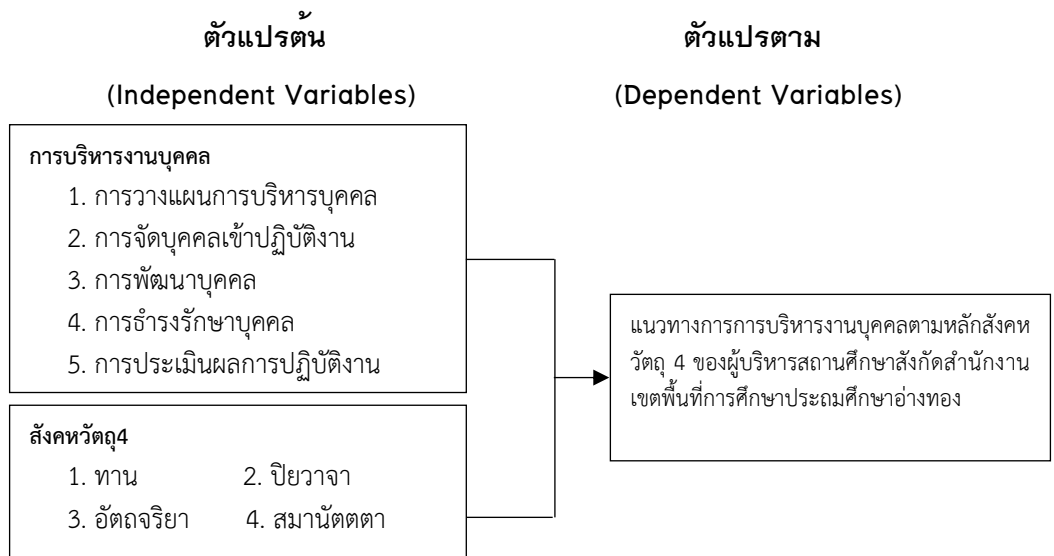 ตัวแปรต้น
(Independent Variables)
ตัวแปรตาม
(Dependent Variables)
การบริหารงานบุคคล
1. การวางแผนการบริหารบุคคล
2. การจัดบุคคลเข้าปฏิบัติงาน
3. การพัฒนาบุคคล
4. การธำรงรักษาบุคคล
5. การประเมินผลการปฏิบัติงาน
สังคหวัตถุ4
1. ทาน 2. ปิยวาจา
3. อัตถจริยา 4. สมานัตตตา
แนวทางการการบริหารงานบุคคลตามหลักสังคห
วัตถุ 4 ของผู้บริหารสถานศึกษาสังกัดสำนักงาน
เขตพื้นที่การศึกษาประถมศึกษาอ่างทอง